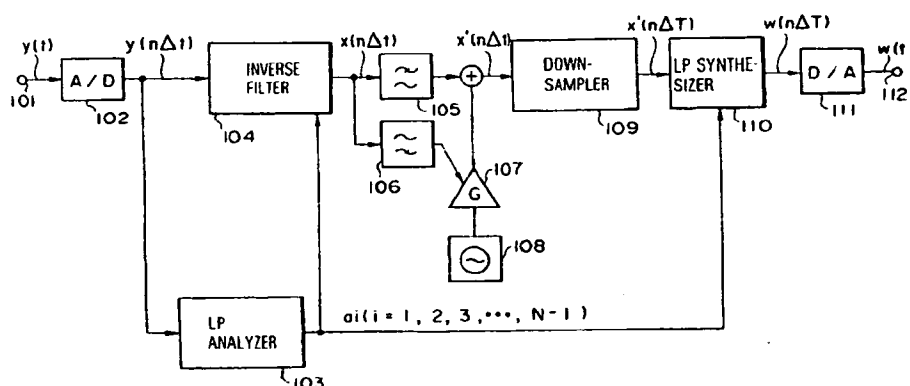 y(t)
y(nΔt)
x(nΔt)
x'(nΔt)
x'(nΔT)
w(nΔT)
w(t
101
A/D
102
INVERSE
FILTER
104
105
106
107
G
108
DOWN-
SAMPLER
109
LP SYNTHE-
SIZER
110
D/A
111
112
LP
ANALYZER
103
ai(i = 1, 2, 3, ···, N-1)